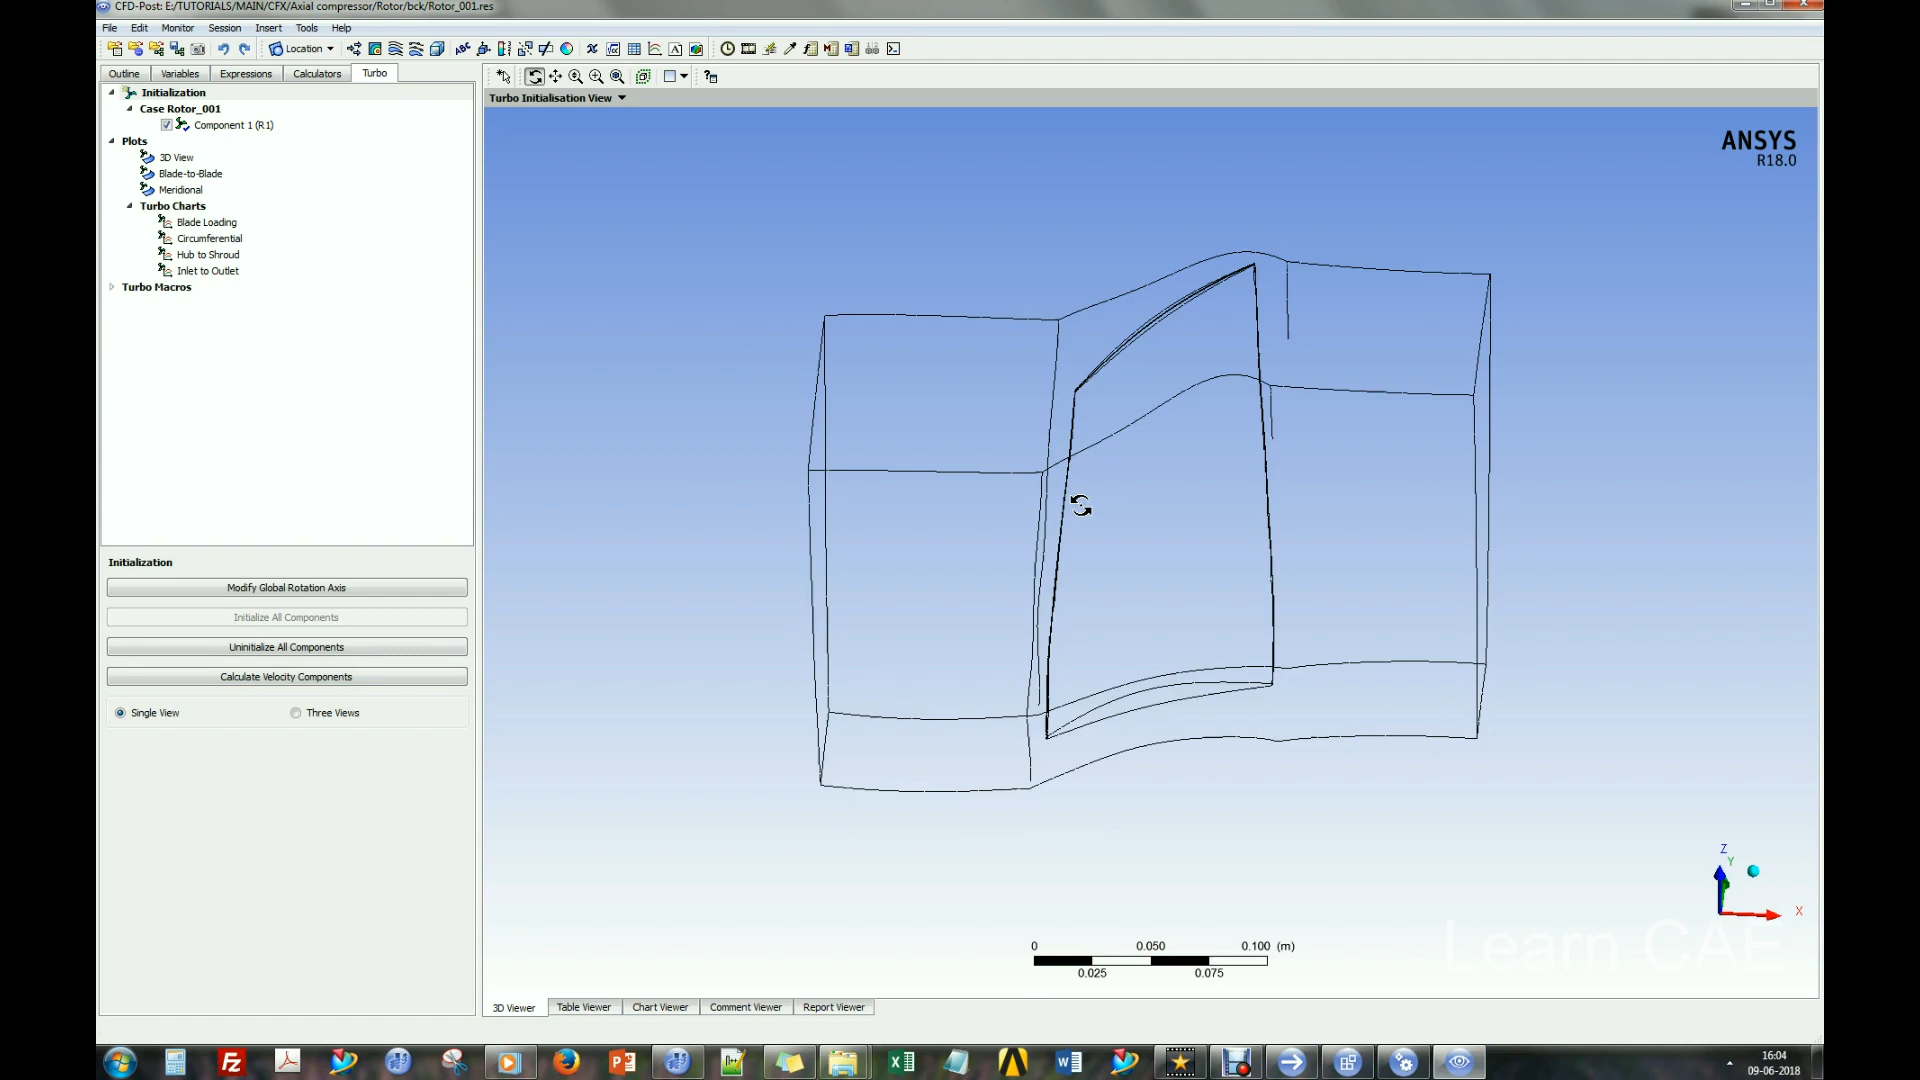 CFD-Post: E:/TUTORIALS/MAIN/CFX/Axial compressor/Rotor/bck/Rotor_001.res
File Edit Monitor Session Insert Tools Help
Location
Outline Variables Expressions Calculators Turbo
Turbo Initialisation View
Initialization
Case Rotor_001
Component 1 (R1)
Plots
3D View
Blade-to-Blade
Meridional
Turbo Charts
Blade Loading
Circumferential
Hub to Shroud
Inlet to Outlet
Turbo Macros
ANSYS
R18.0
Initialization
Modify Global Rotation Axis
Initialize All Components
Uninitialize All Components
Calculate Velocity Components
Single View Three Views
Z
Y
X
Learn CAE
0 0.050 0.100 (m)
0.025 0.075
3D Viewer Table Viewer Chart Viewer Comment Viewer Report Viewer
16:04
09-06-2018